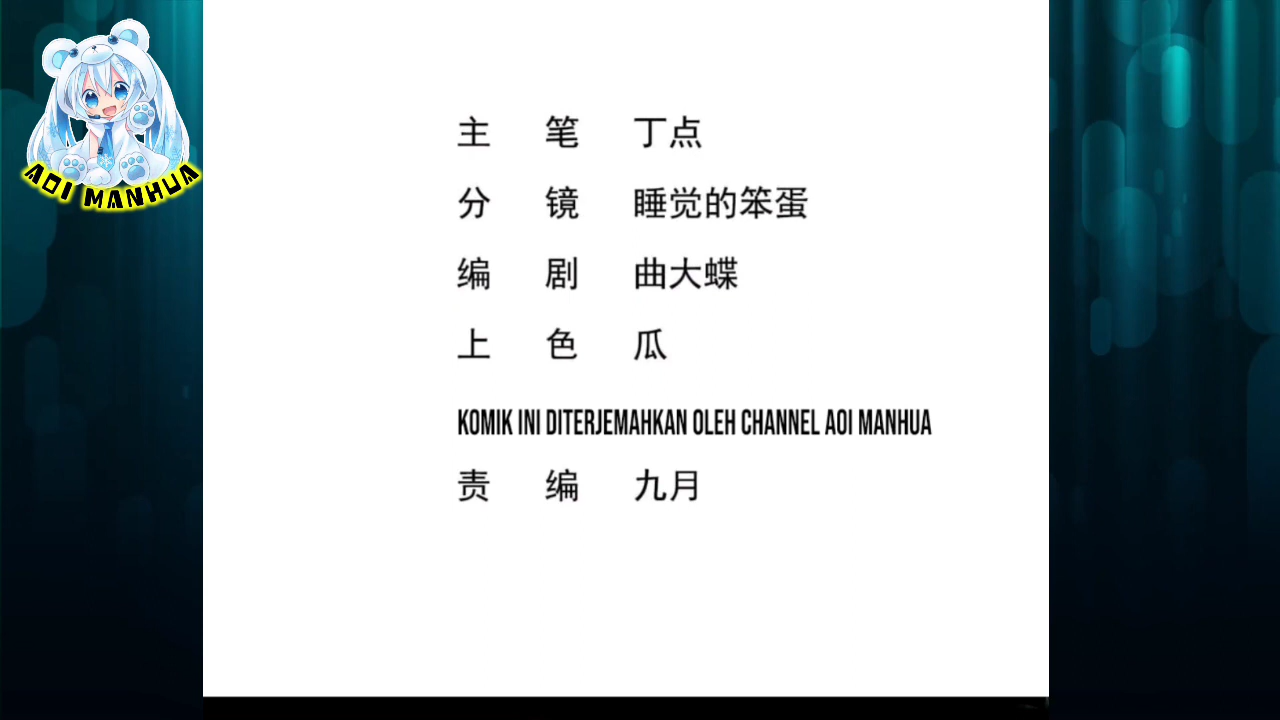 AOI MANHUA
主 笔 丁点
分 镜 睡觉的笨蛋
编 剧 曲大蝶
上 色 瓜
KOMIK INI DITERJEMAHKAN OLEH CHANNEL AOI MANHUA
责 编 九月